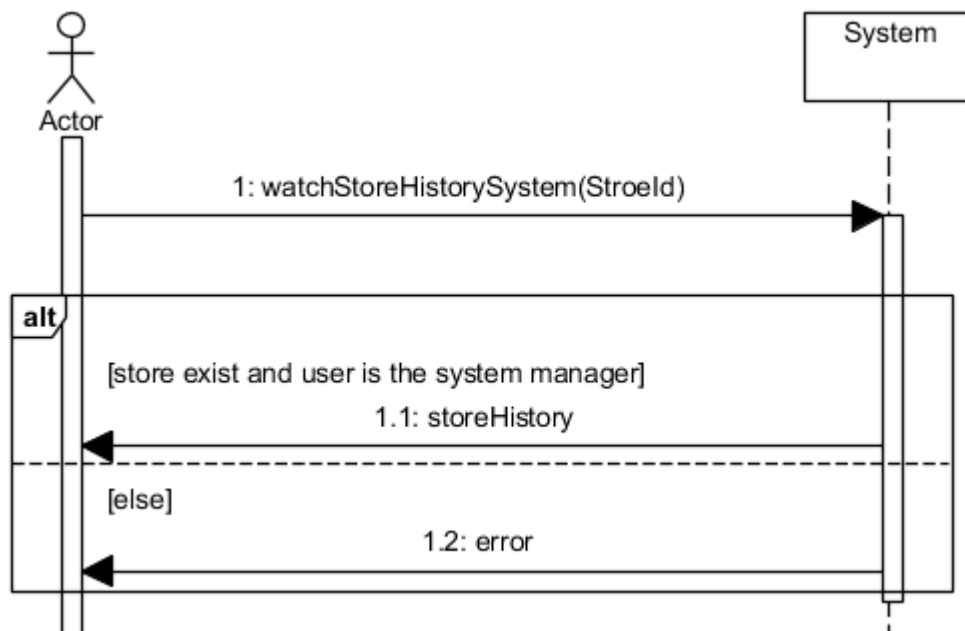 System
Actor
1: watchStoreHistorySystem(StroeId)
alt
[store exist and user is the system manager]
1.1: storeHistory
[else]
1.2: error